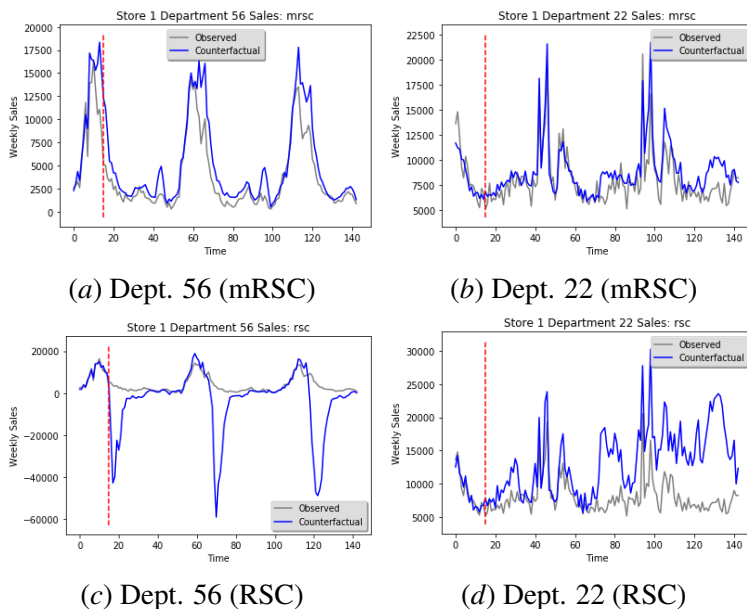 Store 1 Department 56 Sales: mrsc
20000
17500
15000
12500
10000
7500
5000
2500
0
Weekly Sales
Observed
Counterfactual
0 20 40 60 80 100 120 140
Time
(a) Dept. 56 (mRSC)
Store 1 Department 22 Sales: mrsc
22500
20000
17500
15000
12500
10000
7500
5000
Weekly Sales
Observed
Counterfactual
0 20 40 60 80 100 120 140
Time
(b) Dept. 22 (mRSC)
Store 1 Department 56 Sales: rsc
20000
0
−20000
−40000
−60000
Weekly Sales
Observed
Counterfactual
0 20 40 60 80 100 120 140
Time
(c) Dept. 56 (RSC)
Store 1 Department 22 Sales: rsc
30000
25000
20000
15000
10000
5000
Weekly Sales
Observed
Counterfactual
0 20 40 60 80 100 120 140
Time
(d) Dept. 22 (RSC)